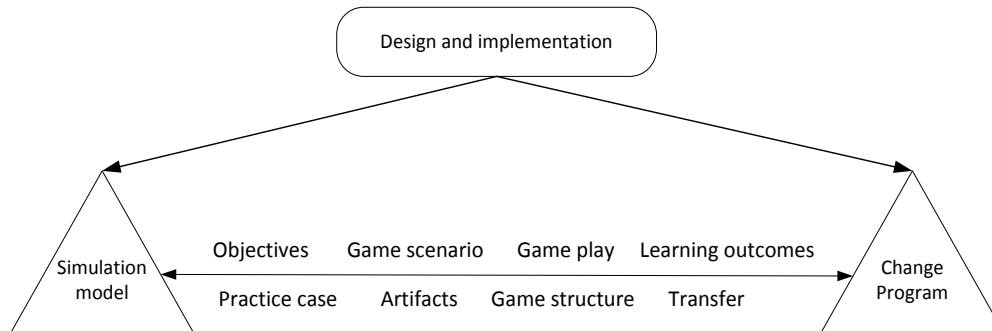 Design and implementation
Objectives Game scenario Game play Learning outcomes
Simulation
model
Change
Program
Practice case Artifacts Game structure Transfer